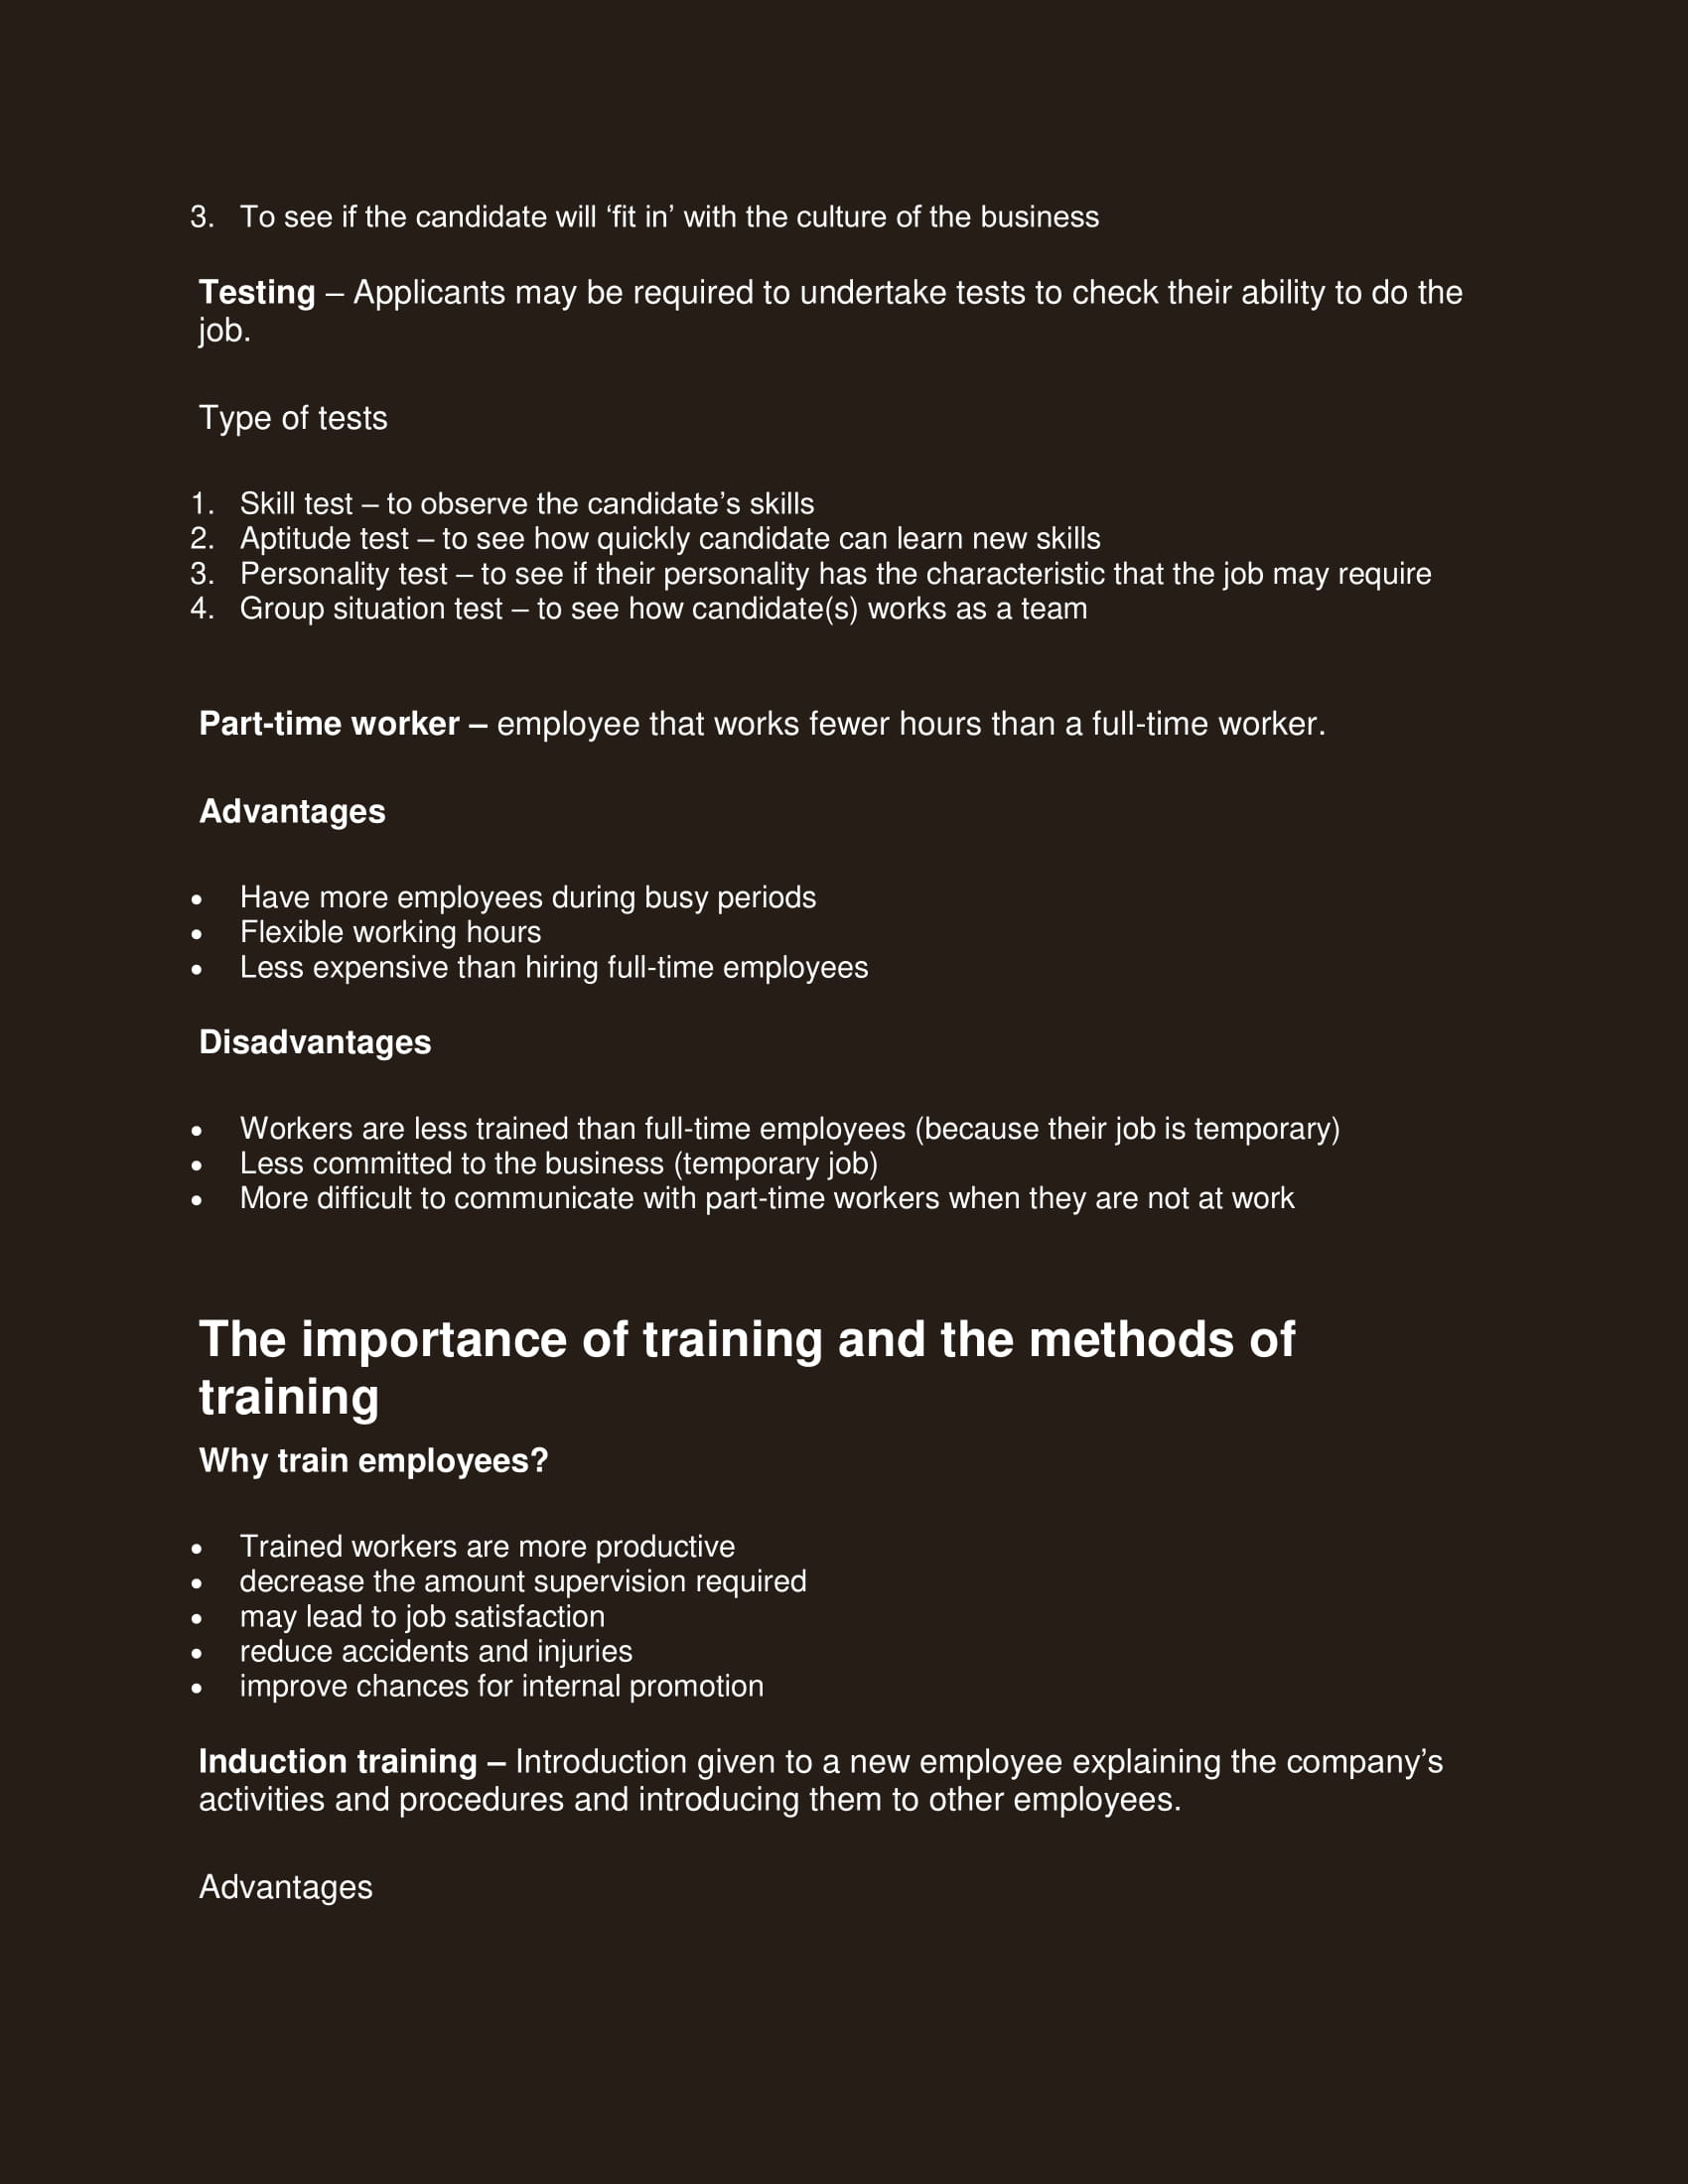 3. To see if the candidate will ‘fit in’ with the culture of the business
Testing – Applicants may be required to undertake tests to check their ability to do the
job.
Type of tests
1. Skill test – to observe the candidate’s skills
2. Aptitude test – to see how quickly candidate can learn new skills
3. Personality test – to see if their personality has the characteristic that the job may require
4. Group situation test – to see how candidate(s) works as a team
Part-time worker – employee that works fewer hours than a full-time worker.
Advantages
• Have more employees during busy periods
• Flexible working hours
• Less expensive than hiring full-time employees
Disadvantages
• Workers are less trained than full-time employees (because their job is temporary)
• Less committed to the business (temporary job)
• More difficult to communicate with part-time workers when they are not at work
The importance of training and the methods of
training
Why train employees?
• Trained workers are more productive
• decrease the amount supervision required
• may lead to job satisfaction
• reduce accidents and injuries
• improve chances for internal promotion
Induction training – Introduction given to a new employee explaining the company’s
activities and procedures and introducing them to other employees.
Advantages